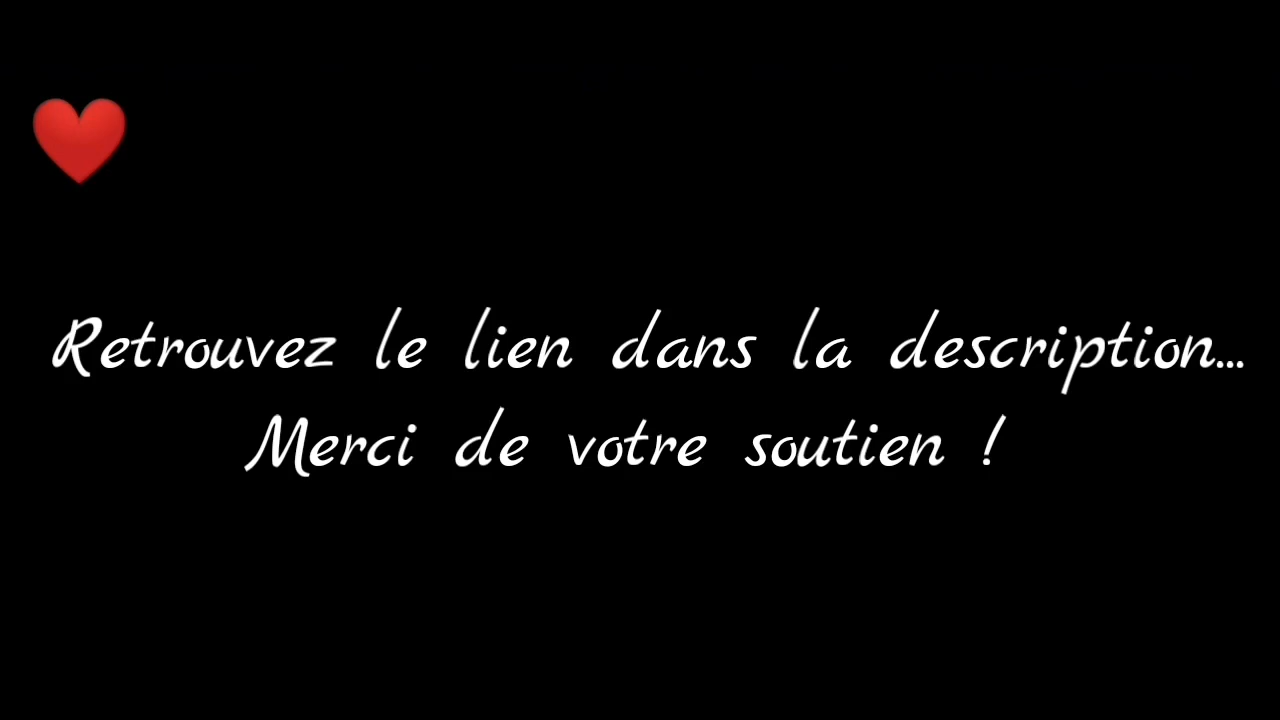 Retrouvez le lien dans la description...
Merci de votre soutien !